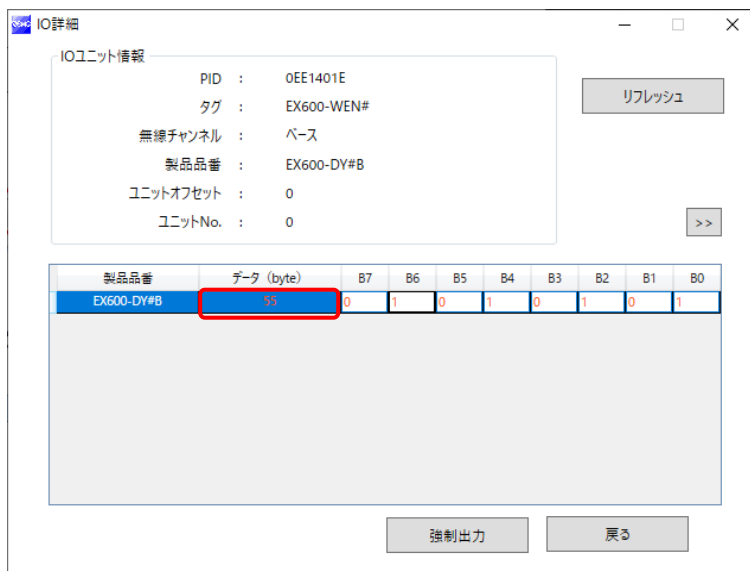 IO詳細
IOユニット情報
PID : 0EE1401E
タグ : EX600-WEN#
無線チャンネル : ベース
製品品番 : EX600-DY#B
ユニットオフセット : 0
ユニットNo. : 0
リフレッシュ
>>
製品品番 データ (byte) B7 B6 B5 B4 B3 B2 B1 B0
EX600-DY#B 55 0 1 0 1 0 1 0 1
強制出力 戻る